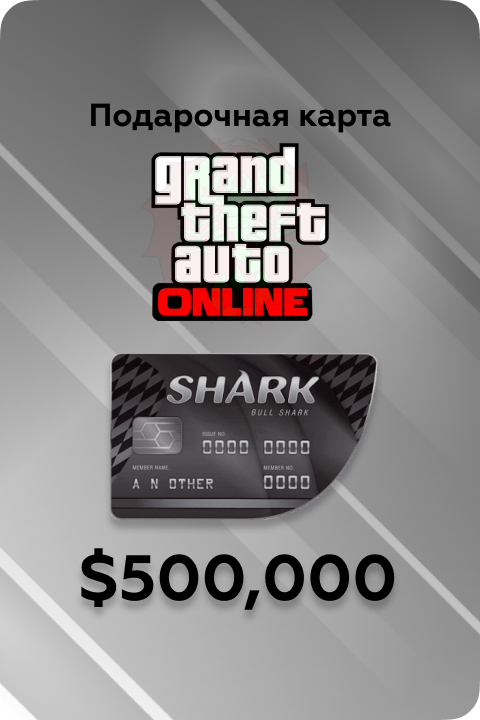 Подарочная карта
grand
theft
auto
ONLINE
SHARK
BULL SHARK
ISSUE NO.
0000 0000
MEMBER NAME.
MEMBER NO.
A N OTHER
0000
$500,000